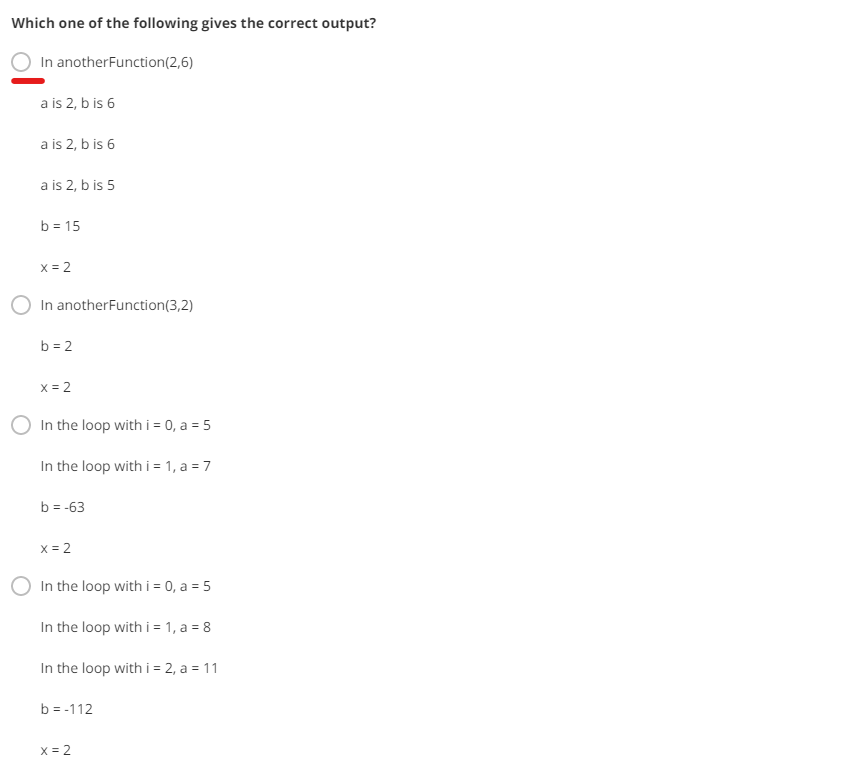 Which one of the following gives the correct output?
In anotherFunction(2,6)
a is 2, b is 6
a is 2, b is 6
a is 2, b is 5
b = 15
x = 2
In anotherFunction(3,2)
b = 2
x = 2
In the loop with i = 0, a = 5
In the loop with i = 1, a = 7
b = -63
x = 2
In the loop with i = 0, a = 5
In the loop with i = 1, a = 8
In the loop with i = 2, a = 11
b = -112
x = 2